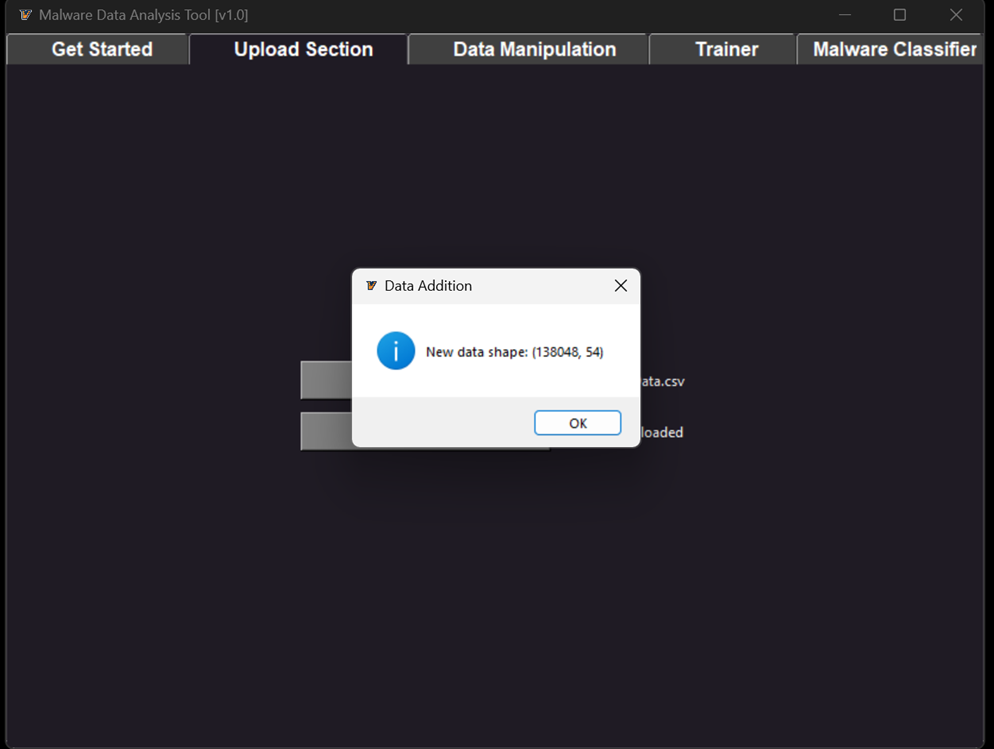 Malware Data Analysis Tool [v1.0]
Get Started
Upload Section
Data Manipulation
Trainer
Malware Classifier
Data Addition
New data shape: (138048, 54)
ata.csv
OK
loaded